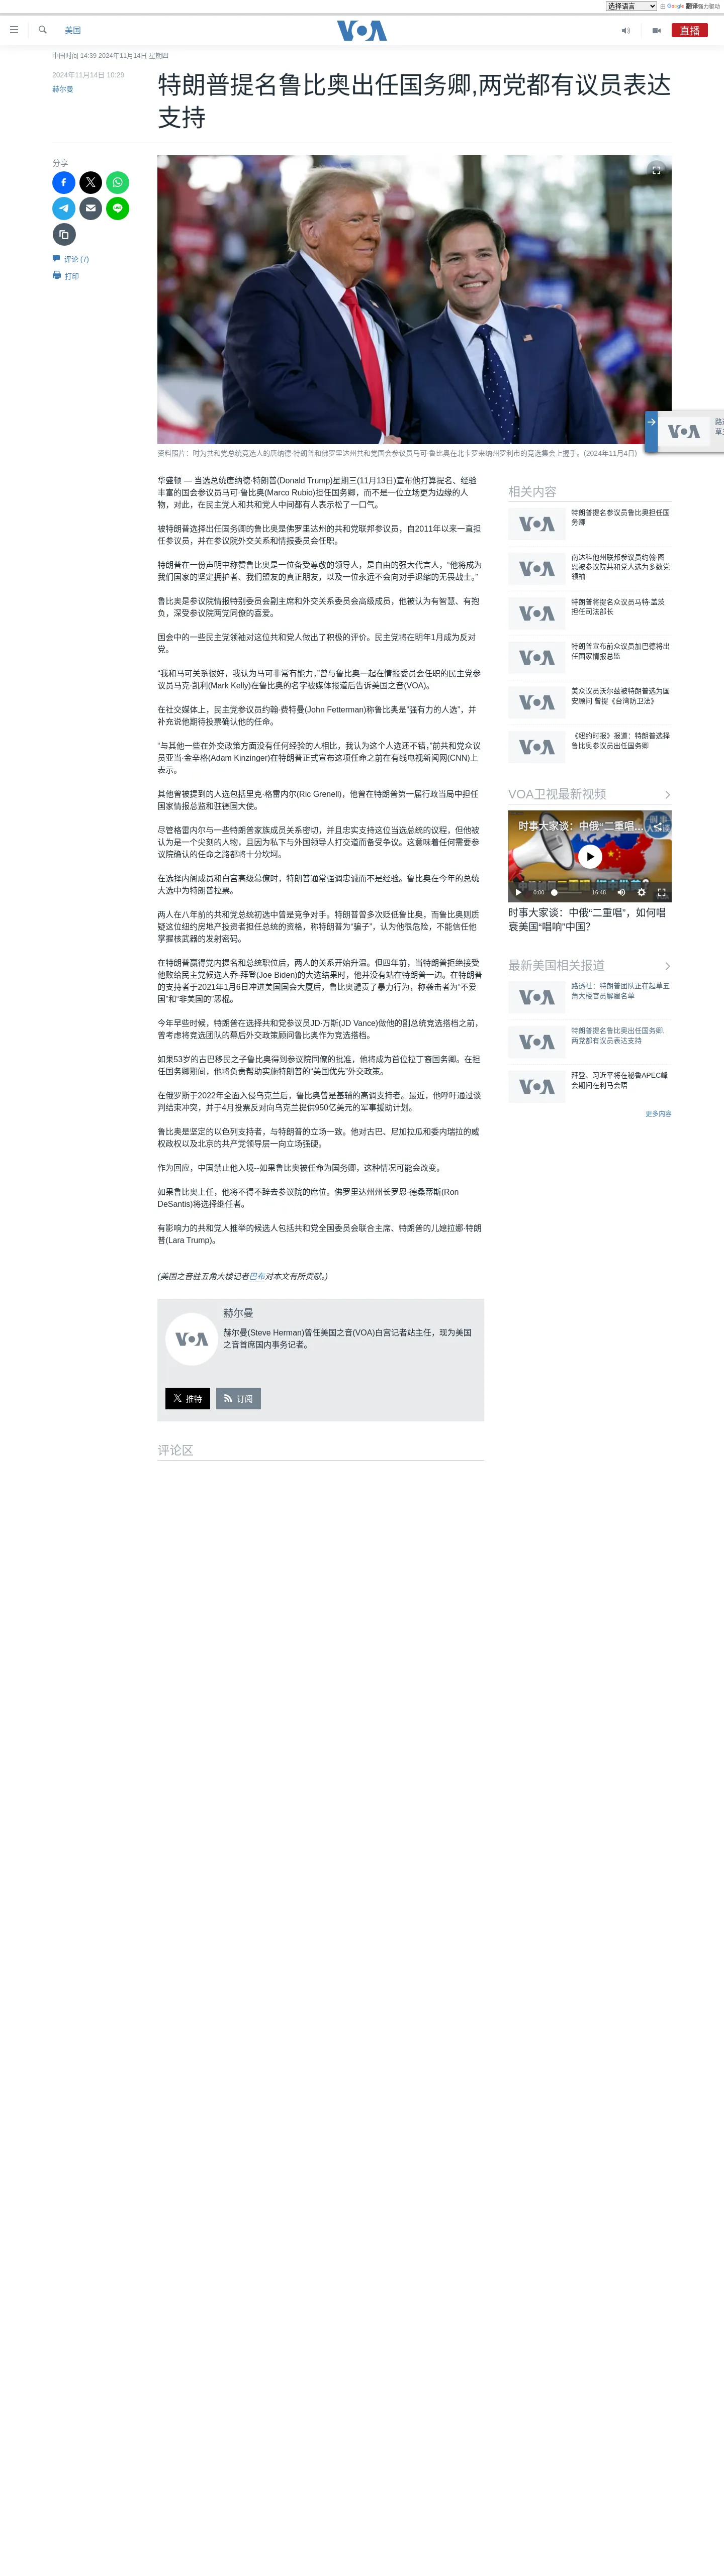 选择语言 由 Google 翻译强力驱动
美国
VOA
直播
中国时间 14:39 2024年11月14日 星期四
2024年11月14日 10:29
赫尔曼
特朗普提名鲁比奥出任国务卿,两党都有议员表达
支持
分享
评论 (7)
打印
资料照片：时为共和党总统竞选人的唐纳德·特朗普和佛罗里达州共和党国会参议员马可·鲁比奥在北卡罗来纳州罗利市的竞选集会上握手。(2024年11月4日)
华盛顿 — 当选总统唐纳德·特朗普(Donald Trump)星期三(11月13日)宣布他打算提名、经验
丰富的国会参议员马可·鲁比奥(Marco Rubio)担任国务卿，而不是一位立场更为边缘的人
物，对此，在民主党人和共和党人中间都有人表示松了一口气。
被特朗普选择出任国务卿的鲁比奥是佛罗里达州的共和党联邦参议员，自2011年以来一直担
任参议员，并在参议院外交关系和情报委员会任职。
特朗普在一份声明中称赞鲁比奥是一位备受尊敬的领导人，是自由的强大代言人，“他将成为
我们国家的坚定拥护者、我们盟友的真正朋友，以及一位永远不会向对手退缩的无畏战士。”
鲁比奥是参议院情报特别委员会副主席和外交关系委员会高级成员，他被认为有智慧、有抱
负，深受参议院两党同僚的喜爱。
国会中的一些民主党领袖对这位共和党人做出了积极的评价。民主党将在明年1月成为反对
党。
“我和马可关系很好，我认为马可非常有能力，”曾与鲁比奥一起在情报委员会任职的民主党参
议员马克·凯利(Mark Kelly)在鲁比奥的名字被媒体报道后告诉美国之音(VOA)。
在社交媒体上，民主党参议员约翰·费特曼(John Fetterman)称鲁比奥是“强有力的人选”，并
补充说他期待投票确认他的任命。
“与其他一些在外交政策方面没有任何经验的人相比，我认为这个人选还不错，”前共和党众议
员亚当·金辛格(Adam Kinzinger)在特朗普正式宣布这项任命之前在有线电视新闻网(CNN)上
表示。
其他曾被提到的人选包括里克·格雷内尔(Ric Grenell)，他曾在特朗普第一届行政当局中担任
国家情报总监和驻德国大使。
尽管格雷内尔与一些特朗普家族成员关系密切，并且忠实支持这位当选总统的议程，但他被
认为是一个尖刻的人物，且因为私下与外国领导人打交道而备受争议。这意味着任何需要参
议院确认的任命之路都将十分坎坷。
在选择内阁成员和白宫高级幕僚时，特朗普通常强调忠诚而不是经验。鲁比奥在今年的总统
大选中为特朗普拉票。
两人在八年前的共和党总统初选中曾是竞争对手。特朗普曾多次贬低鲁比奥，而鲁比奥则质
疑这位纽约房地产投资者担任总统的资格，称特朗普为“骗子”，认为他很危险，不能信任他
掌握核武器的发射密码。
在特朗普赢得党内提名和总统职位后，两人的关系开始升温。但四年前，当特朗普拒绝接受
他败给民主党候选人乔·拜登(Joe Biden)的大选结果时，他并没有站在特朗普一边。在特朗普
的支持者于2021年1月6日冲进美国国会大厦后，鲁比奥谴责了暴力行为，称袭击者为“不爱
国”和“非美国的”恶棍。
今年早些时候，特朗普在选择共和党参议员JD·万斯(JD Vance)做他的副总统竞选搭档之前，
曾考虑将竞选团队的幕后外交政策顾问鲁比奥作为竞选搭档。
如果53岁的古巴移民之子鲁比奥得到参议院同僚的批准，他将成为首位拉丁裔国务卿。在担
任国务卿期间，他将负责帮助实施特朗普的“美国优先”外交政策。
在俄罗斯于2022年全面入侵乌克兰后，鲁比奥曾是基辅的高调支持者。最近，他呼吁通过谈
判结束冲突，并于4月投票反对向乌克兰提供950亿美元的军事援助计划。
鲁比奥是坚定的以色列支持者，与特朗普的立场一致。他对古巴、尼加拉瓜和委内瑞拉的威
权政权以及北京的共产党领导层一向立场强硬。
作为回应，中国禁止他入境--如果鲁比奥被任命为国务卿，这种情况可能会改变。
如果鲁比奥上任，他将不得不辞去参议院的席位。佛罗里达州州长罗恩·德桑蒂斯(Ron
DeSantis)将选择继任者。
有影响力的共和党人推举的候选人包括共和党全国委员会联合主席、特朗普的儿媳拉娜·特朗
普(Lara Trump)。
(美国之音驻五角大楼记者巴布对本文有所贡献。)
VOA
赫尔曼
赫尔曼(Steve Herman)曾任美国之音(VOA)白宫记者站主任，现为美国
之音首席国内事务记者。
推特
订阅
评论区
VOA
相关内容
VOA
特朗普提名参议员鲁比奥担任国
务卿
VOA
南达科他州联邦参议员约翰·图
恩被参议院共和党人选为多数党
领袖
VOA
特朗普将提名众议员马特·盖茨
担任司法部长
VOA
特朗普宣布前众议员加巴德将出
任国家情报总监
VOA
美众议员沃尔兹被特朗普选为国
安顾问 曾提《台湾防卫法》
VOA
《纽约时报》报道：特朗普选择
鲁比奥参议员出任国务卿
VOA卫视最新视频
时事大家谈：中俄“二重唱...
0:00
16:48
时事大家谈：中俄“二重唱”，如何唱
衰美国“唱响”中国?
最新美国相关报道
VOA
路透社：特朗普团队正在起草五
角大楼官员解雇名单
VOA
特朗普提名鲁比奥出任国务卿,
两党都有议员表达支持
VOA
拜登、习近平将在秘鲁APEC峰
会期间在利马会晤
更多内容